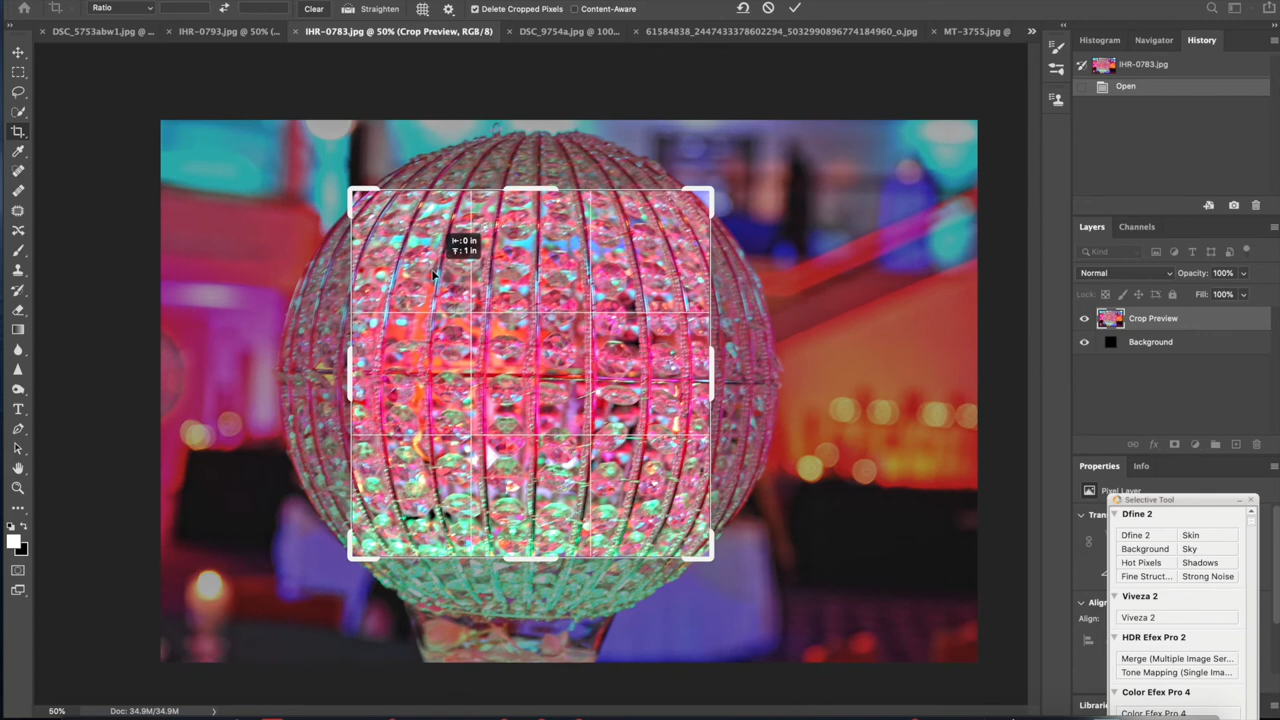 Ratio
Clear
Straighten
Delete Cropped Pixels
Content-Aware
DSC_5753abw1.jpg @ ...
IHR-0793.jpg @ 50% (...
IHR-0783.jpg @ 50% (Crop Preview, RGB/8)
DSC_9754a.jpg @ 100...
61584838_2447433378602294_5032990896774184960_o.jpg
MT-3755.jpg @
Histogram
Navigator
History
IHR-0783.jpg
Open
Layers
Channels
Kind
Normal
Opacity: 100%
Lock:
Fill: 100%
Crop Preview
Background
: 0 in
: 1 in
Properties
Info
Pixel Layer
Trans
Align
Align:
Librari
Selective Tool
Dfine 2
Dfine 2
Skin
Background
Sky
Hot Pixels
Shadows
Fine Struct...
Strong Noise
Viveza 2
Viveza 2
HDR Efex Pro 2
Merge (Multiple Image Ser...
Tone Mapping (Single Ima...
Color Efex Pro 4
Color Efex Pro 4
50%
Doc: 34.9M/34.9M